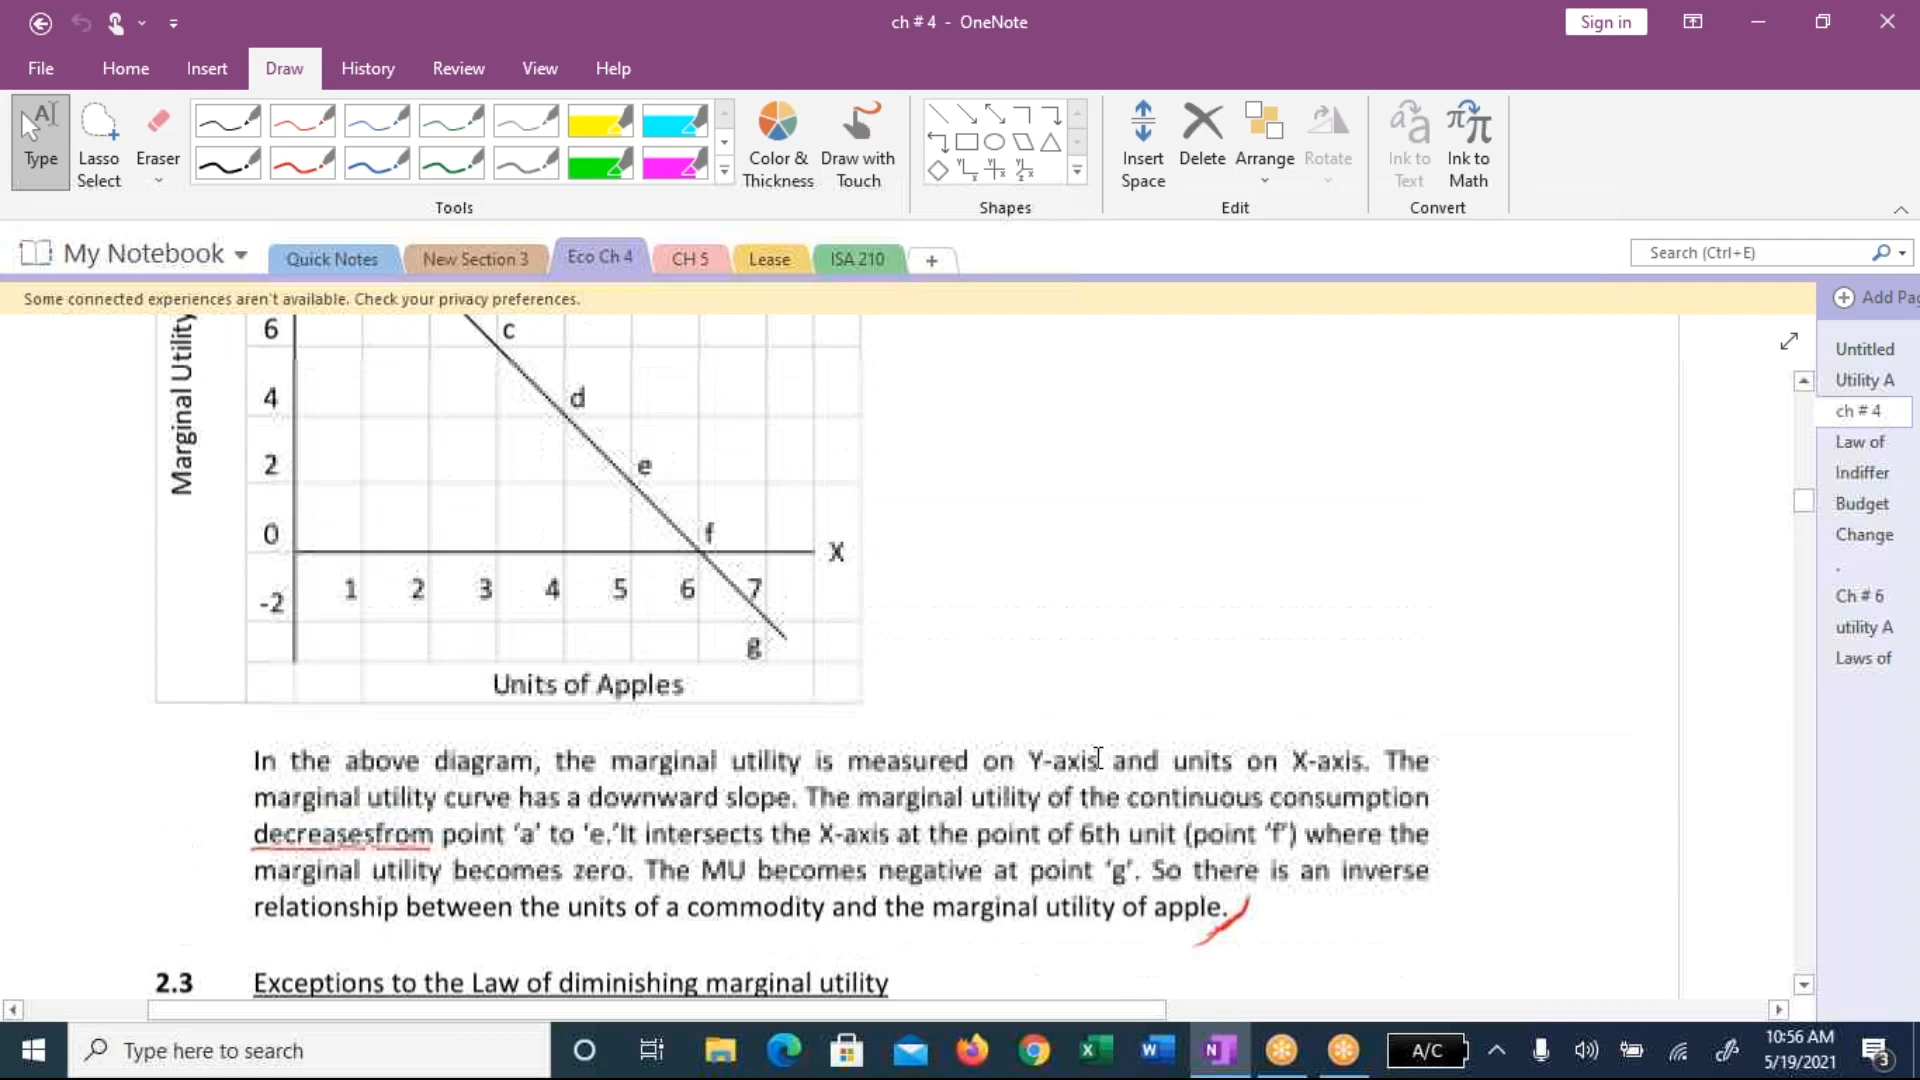 ch # 4 - OneNote
Sign in
File Home Insert Draw History Review View Help
Type
Lasso Select
Eraser
Color & Thickness
Draw with Touch
Insert Space
Delete
Arrange
Rotate
Ink to Text
Ink to Math
Tools
Shapes
Edit
Convert
My Notebook
Quick Notes
New Section 3
Eco Ch 4
CH 5
Lease
ISA 210
+
Search (Ctrl+E)
Some connected experiences aren't available. Check your privacy preferences.
Add Pag
Untitled
Utility A
ch # 4
Law of
Indiffer
Budget
Change
.
Ch # 6
utility A
Laws of
Marginal Utility
6
4
2
0
-2
c
d
e
f
g
X
1 2 3 4 5 6 7
Units of Apples
In the above diagram, the marginal utility is measured on Y-axis and units on X-axis. The
marginal utility curve has a downward slope. The marginal utility of the continuous consumption
decreasesfrom point ‘a’ to ‘e.’It intersects the X-axis at the point of 6th unit (point ‘f’) where the
marginal utility becomes zero. The MU becomes negative at point ‘g’. So there is an inverse
relationship between the units of a commodity and the marginal utility of apple.
2.3 Exceptions to the Law of diminishing marginal utility
Type here to search
A/C
10:56 AM
5/19/2021
3